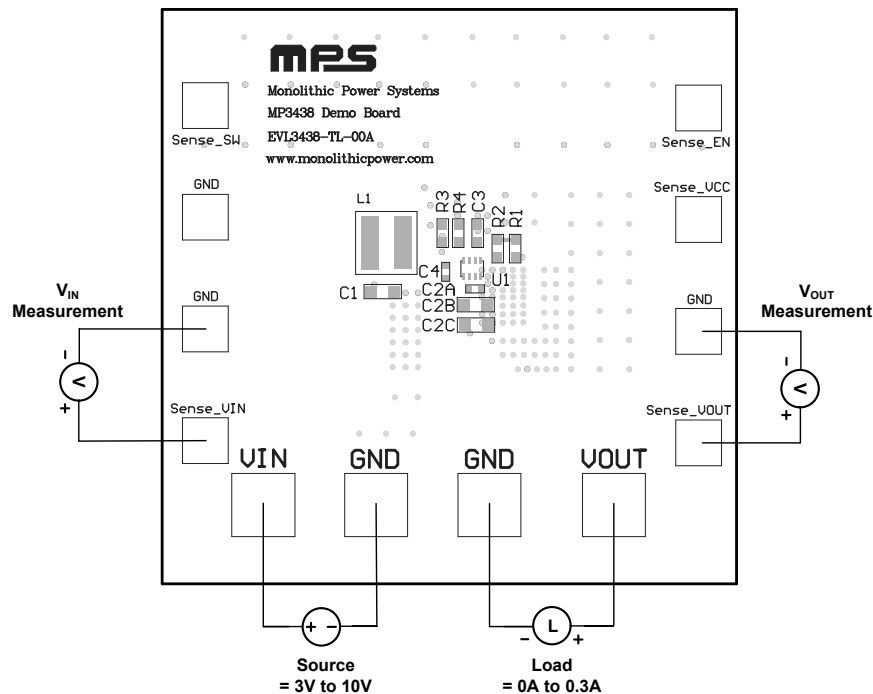 MPS
Monolithic Power Systems
MP3438 Demo Board
EVL3438-TL-00A
www.monolithicpower.com
Sense_SW
Sense_EN
GND
Sense_VCC
L1
R3
R4
C3
R2
R1
C4
U1
C2A
C1
C2B
C2C
VIN
Measurement
GND
-
V
+
Sense_VIN
VOUT
Measurement
GND
-
V
+
Sense_VOUT
VIN
GND
GND
VOUT
+ -
Source
= 3V to 10V
- L +
Load
= 0A to 0.3A